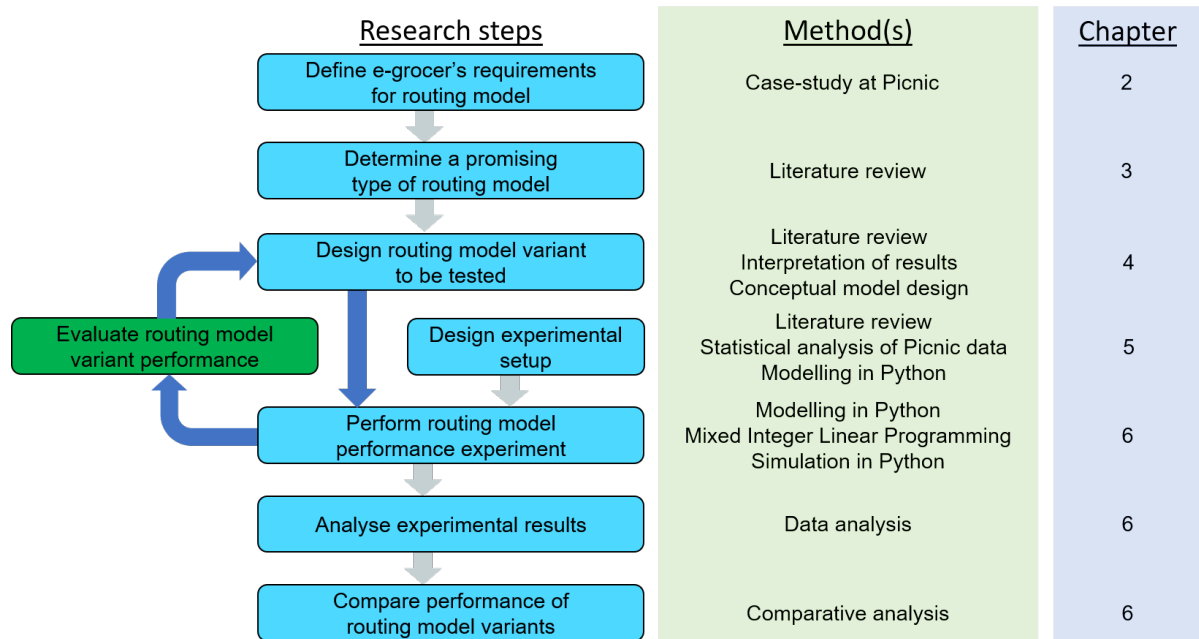 Research steps
Method(s)
Chapter
Define e-grocer's requirements
for routing model
Case-study at Picnic
2
Determine a promising
type of routing model
Literature review
3
Design routing model variant
to be tested
Literature review
Interpretation of results
Conceptual model design
4
Evaluate routing model
variant performance
Design experimental
setup
Literature review
Statistical analysis of Picnic data
Modelling in Python
5
Perform routing model
performance experiment
Modelling in Python
Mixed Integer Linear Programming
Simulation in Python
6
Analyse experimental results
Data analysis
6
Compare performance of
routing model variants
Comparative analysis
6